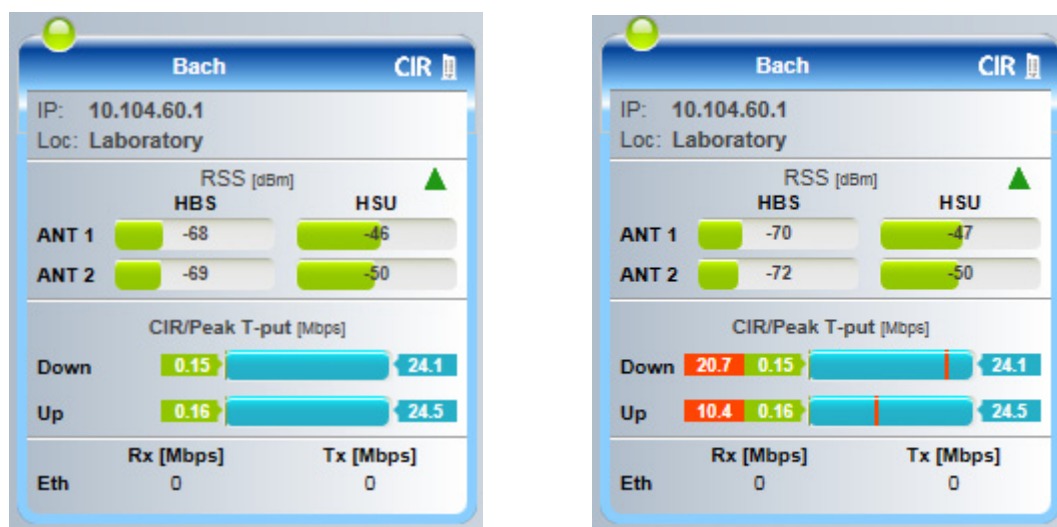 Bach CIR
IP: 10.104.60.1
Loc: Laboratory
RSS [dBm]
HBS HSU
ANT 1 -68 -46
ANT 2 -69 -50
CIR/Peak T-put [Mbps]
Down 0.15 24.1
Up 0.16 24.5
Rx [Mbps] Tx [Mbps]
Eth 0 0
Bach CIR
IP: 10.104.60.1
Loc: Laboratory
RSS [dBm]
HBS HSU
ANT 1 -70 -47
ANT 2 -72 -50
CIR/Peak T-put [Mbps]
Down 20.7 0.15 24.1
Up 10.4 0.16 24.5
Rx [Mbps] Tx [Mbps]
Eth 0 0